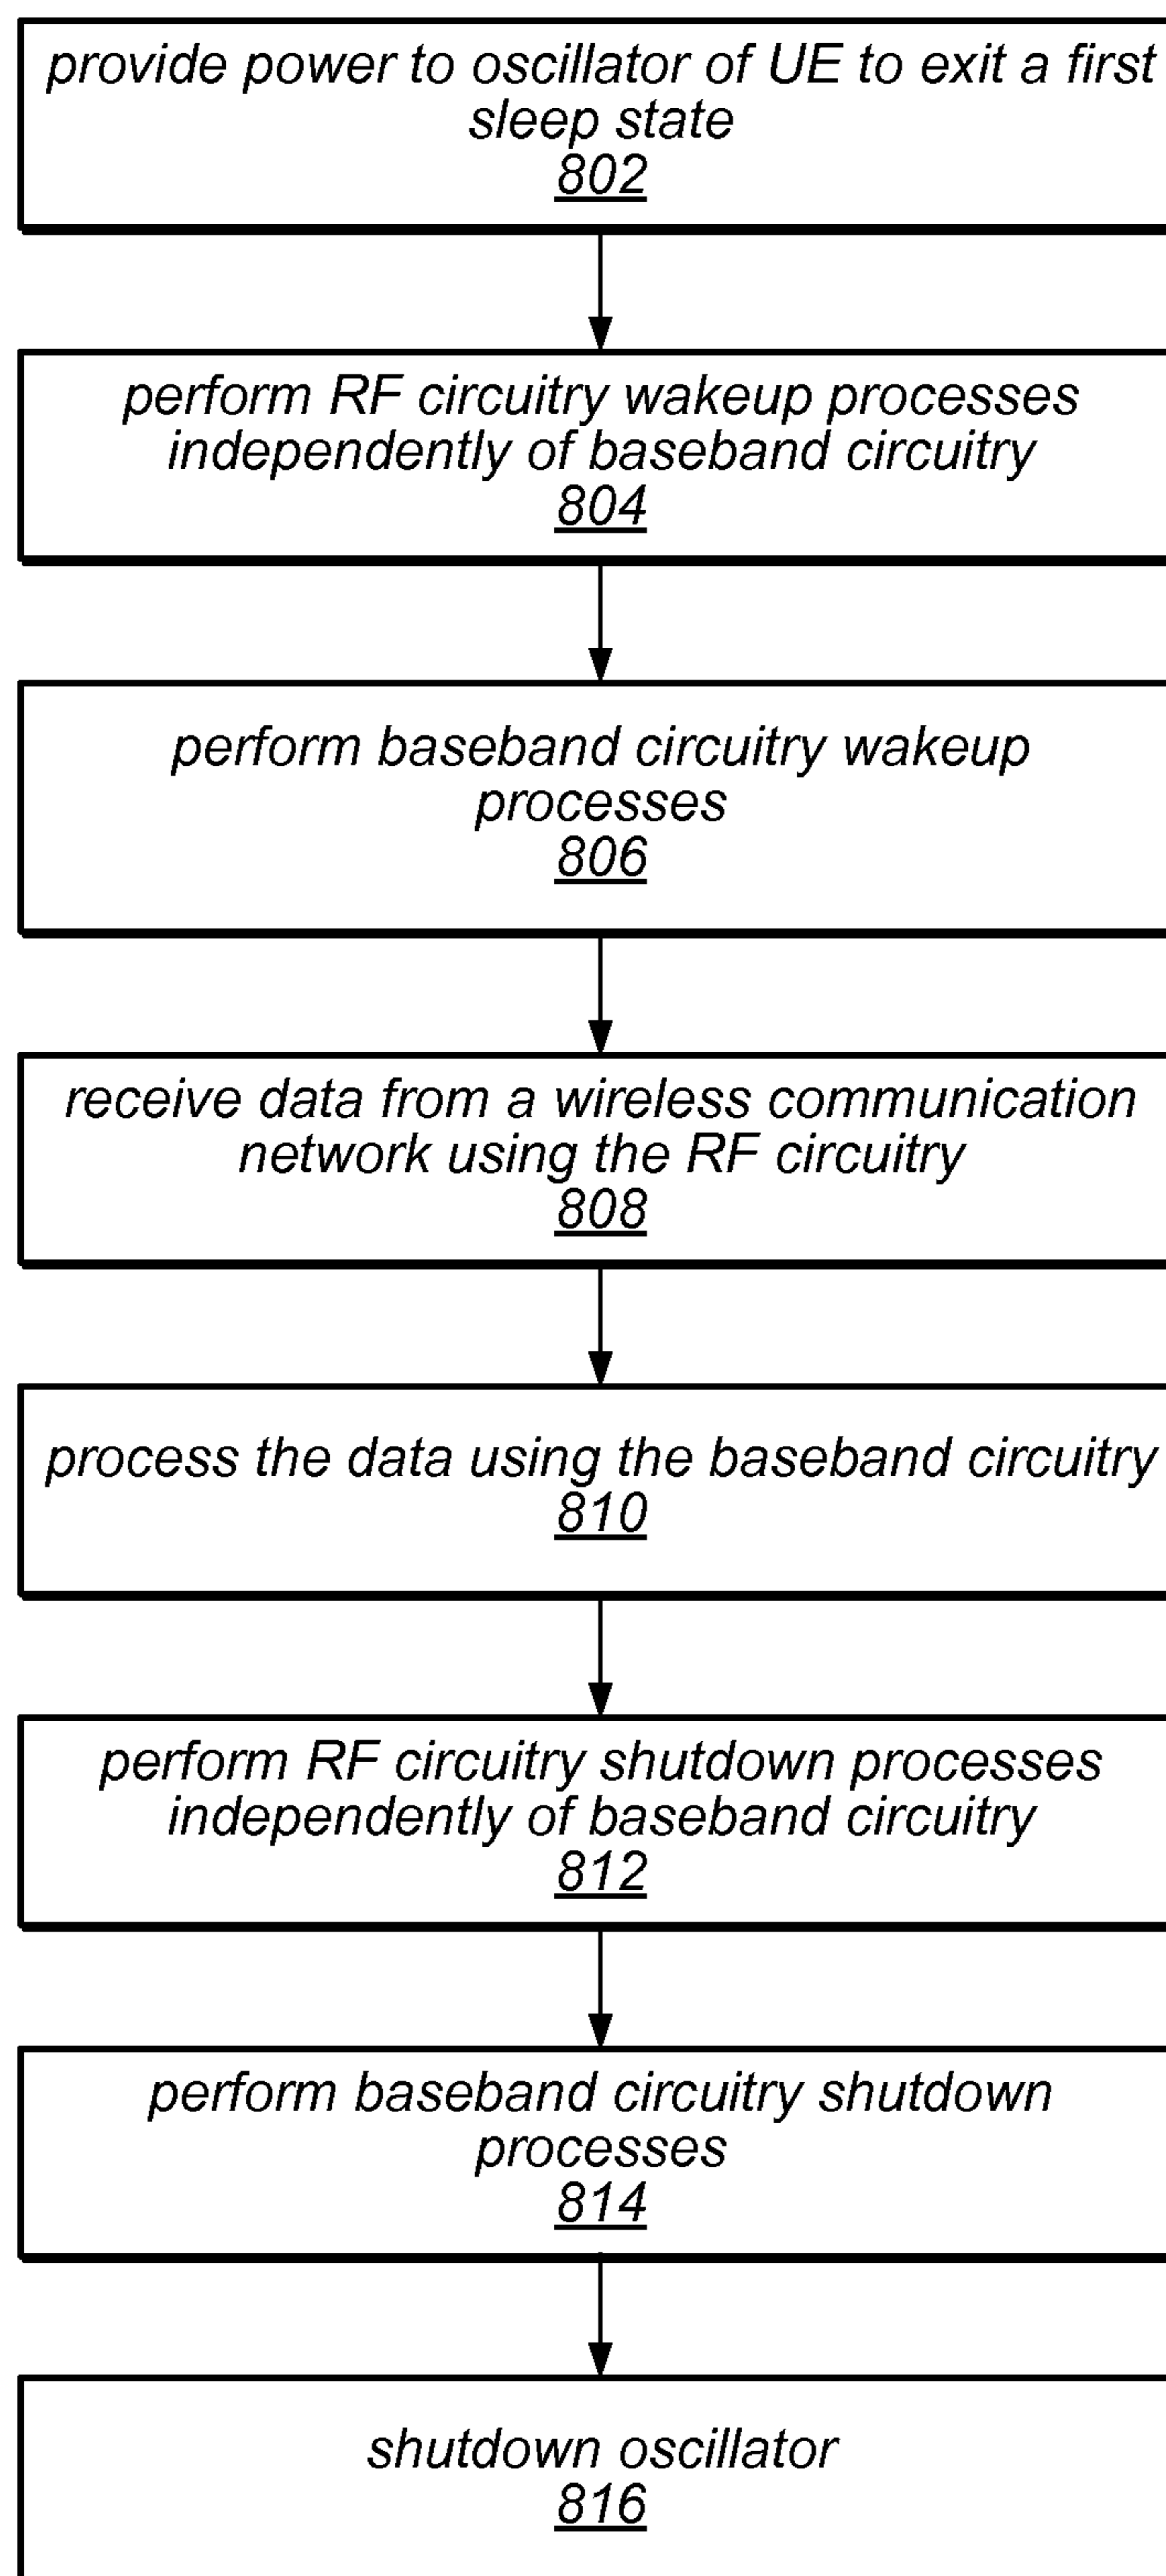 provide power to oscillator of UE to exit a first
sleep state
802
perform RF circuitry wakeup processes
independently of baseband circuitry
804
perform baseband circuitry wakeup
processes
806
receive data from a wireless communication
network using the RF circuitry
808
process the data using the baseband circuitry
810
perform RF circuitry shutdown processes
independently of baseband circuitry
812
perform baseband circuitry shutdown
processes
814
shutdown oscillator
816